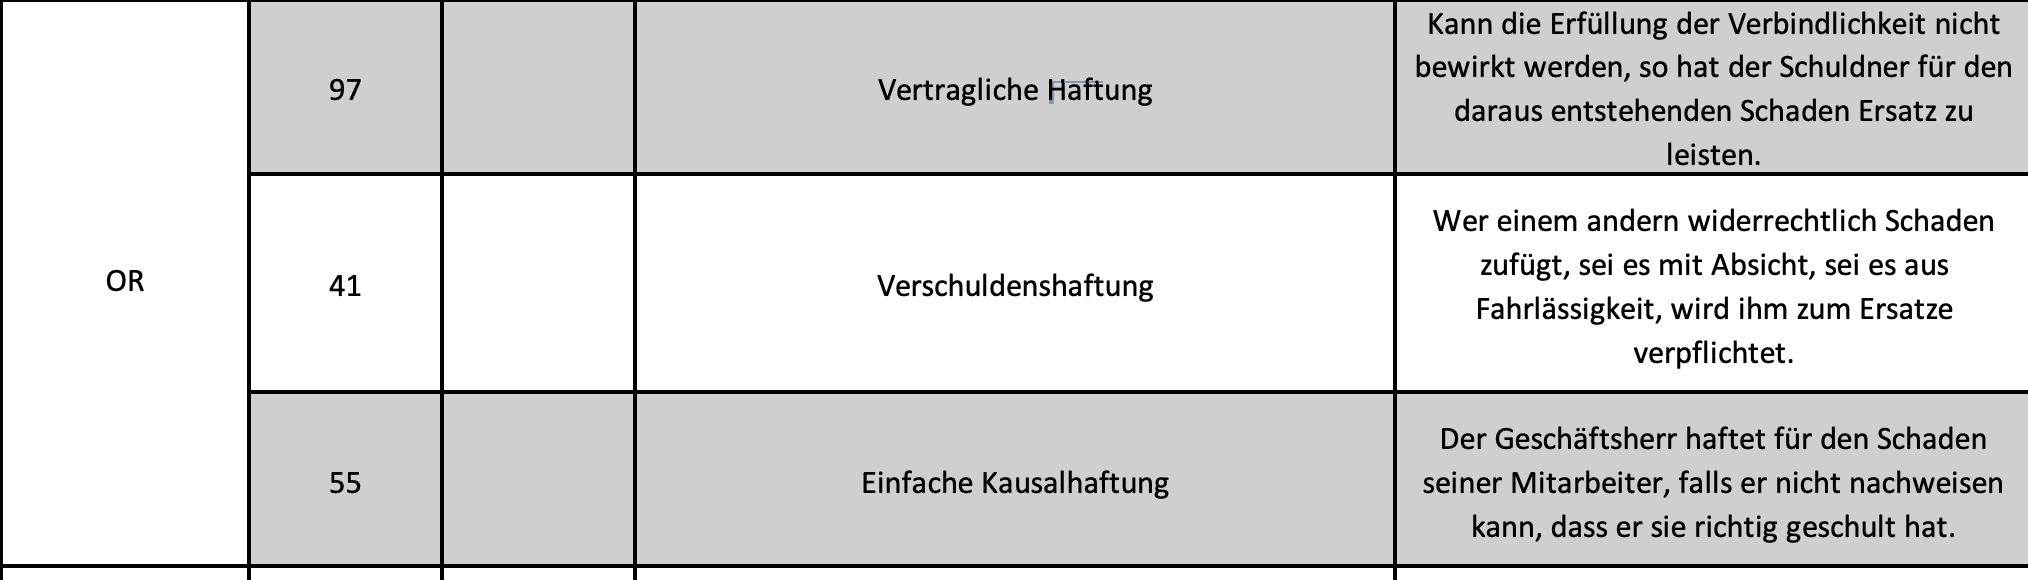 OR
97
Vertragliche Haftung
Kann die Erfüllung der Verbindlichkeit nicht
bewirkt werden, so hat der Schuldner für den
daraus entstehenden Schaden Ersatz zu
leisten.
41
Verschuldenshaftung
Wer einem andern widerrechtlich Schaden
zufügt, sei es mit Absicht, sei es aus
Fahrlässigkeit, wird ihm zum Ersatze
verpflichtet.
55
Einfache Kausalhaftung
Der Geschäftsherr haftet für den Schaden
seiner Mitarbeiter, falls er nicht nachweisen
kann, dass er sie richtig geschult hat.